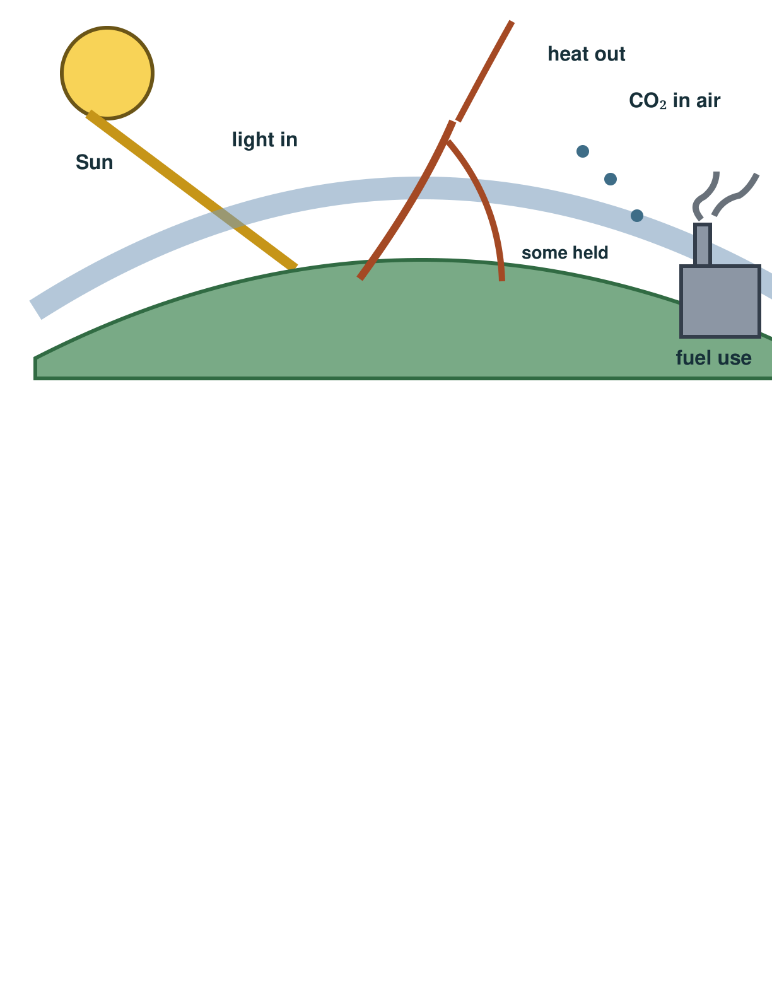 heat out
CO₂ in air
light in
Sun
some held
fuel use